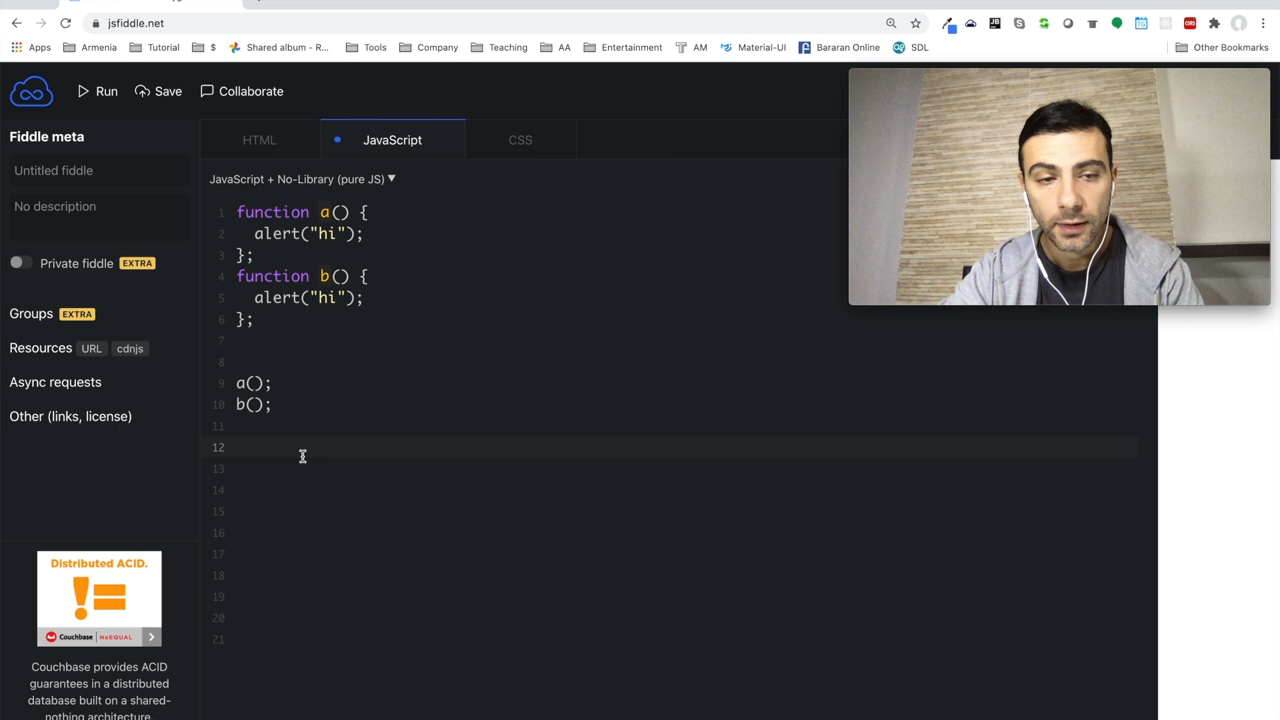 jsfiddle.net
Apps Armenia Tutorial $ Shared album - R... Tools Company Teaching AA Entertainment AM Material-UI Bararan Online SDL Other Bookmarks
Run Save Collaborate
Fiddle meta
Untitled fiddle
No description
Private fiddle EXTRA
Groups EXTRA
Resources URL cdnjs
Async requests
Other (links, license)
Distributed ACID.
!=
Couchbase | NoEQUAL
Couchbase provides ACID
guarantees in a distributed
database built on a shared-
nothing architecture.
HTML JavaScript CSS
JavaScript + No-Library (pure JS)
1 function a() {
2 alert("hi");
3 };
4 function b() {
5 alert("hi");
6 };
7
8
9 a();
10 b();
11
12
13
14
15
16
17
18
19
20
21